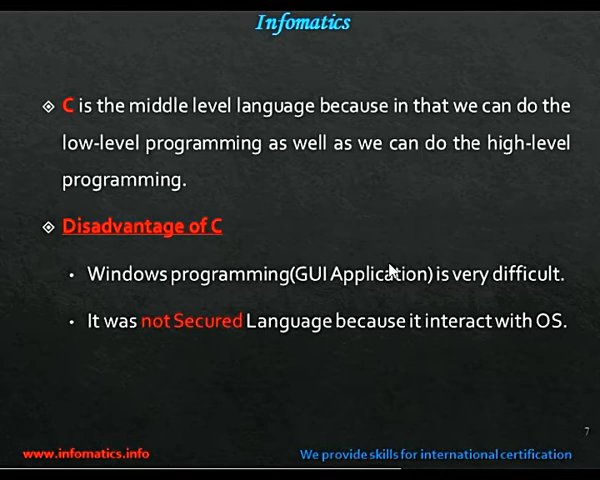 Infomatics
C is the middle level language because in that we can do the
low-level programming as well as we can do the high-level
programming.
Disadvantage of C
• Windows programming(GUI Application) is very difficult.
• It was not Secured Language because it interact with OS.
7
www.infomatics.info
We provide skills for international certification